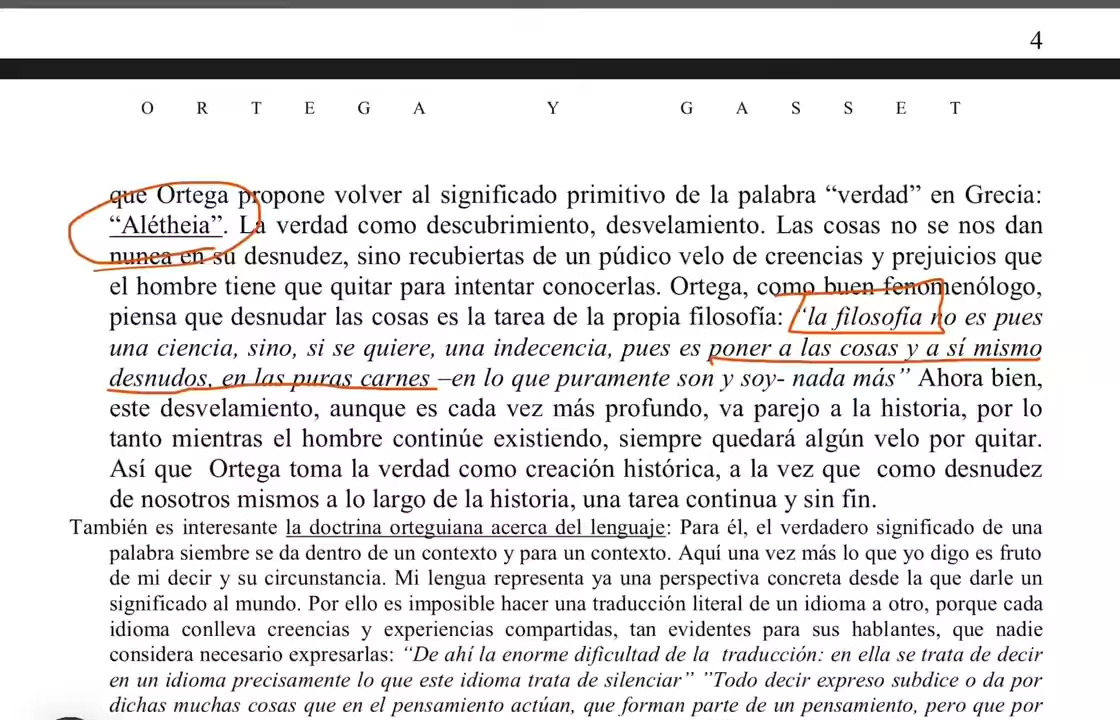 4
O R T E G A Y G A S S E T
que Ortega propone volver al significado primitivo de la palabra “verdad” en Grecia:
“Alétheia”. La verdad como descubrimiento, desvelamiento. Las cosas no se nos dan
nunca en su desnudez, sino recubiertas de un púdico velo de creencias y prejuicios que
el hombre tiene que quitar para intentar conocerlas. Ortega, como buen fenomenólogo,
piensa que desnudar las cosas es la tarea de la propia filosofía: “la filosofía no es pues
una ciencia, sino, si se quiere, una indecencia, pues es poner a las cosas y a sí mismo
desnudos, en las puras carnes –en lo que puramente son y soy- nada más” Ahora bien,
este desvelamiento, aunque es cada vez más profundo, va parejo a la historia, por lo
tanto mientras el hombre continúe existiendo, siempre quedará algún velo por quitar.
Así que Ortega toma la verdad como creación histórica, a la vez que como desnudez
de nosotros mismos a lo largo de la historia, una tarea continua y sin fin.
También es interesante la doctrina orteguiana acerca del lenguaje: Para él, el verdadero significado de una
palabra siembre se da dentro de un contexto y para un contexto. Aquí una vez más lo que yo digo es fruto
de mi decir y su circunstancia. Mi lengua representa ya una perspectiva concreta desde la que darle un
significado al mundo. Por ello es imposible hacer una traducción literal de un idioma a otro, porque cada
idioma conlleva creencias y experiencias compartidas, tan evidentes para sus hablantes, que nadie
considera necesario expresarlas: “De ahí la enorme dificultad de la traducción: en ella se trata de decir
en un idioma precisamente lo que este idioma trata de silenciar” ”Todo decir expreso subdice o da por
dichas muchas cosas que en el pensamiento actúan, que forman parte de un pensamiento, pero que por